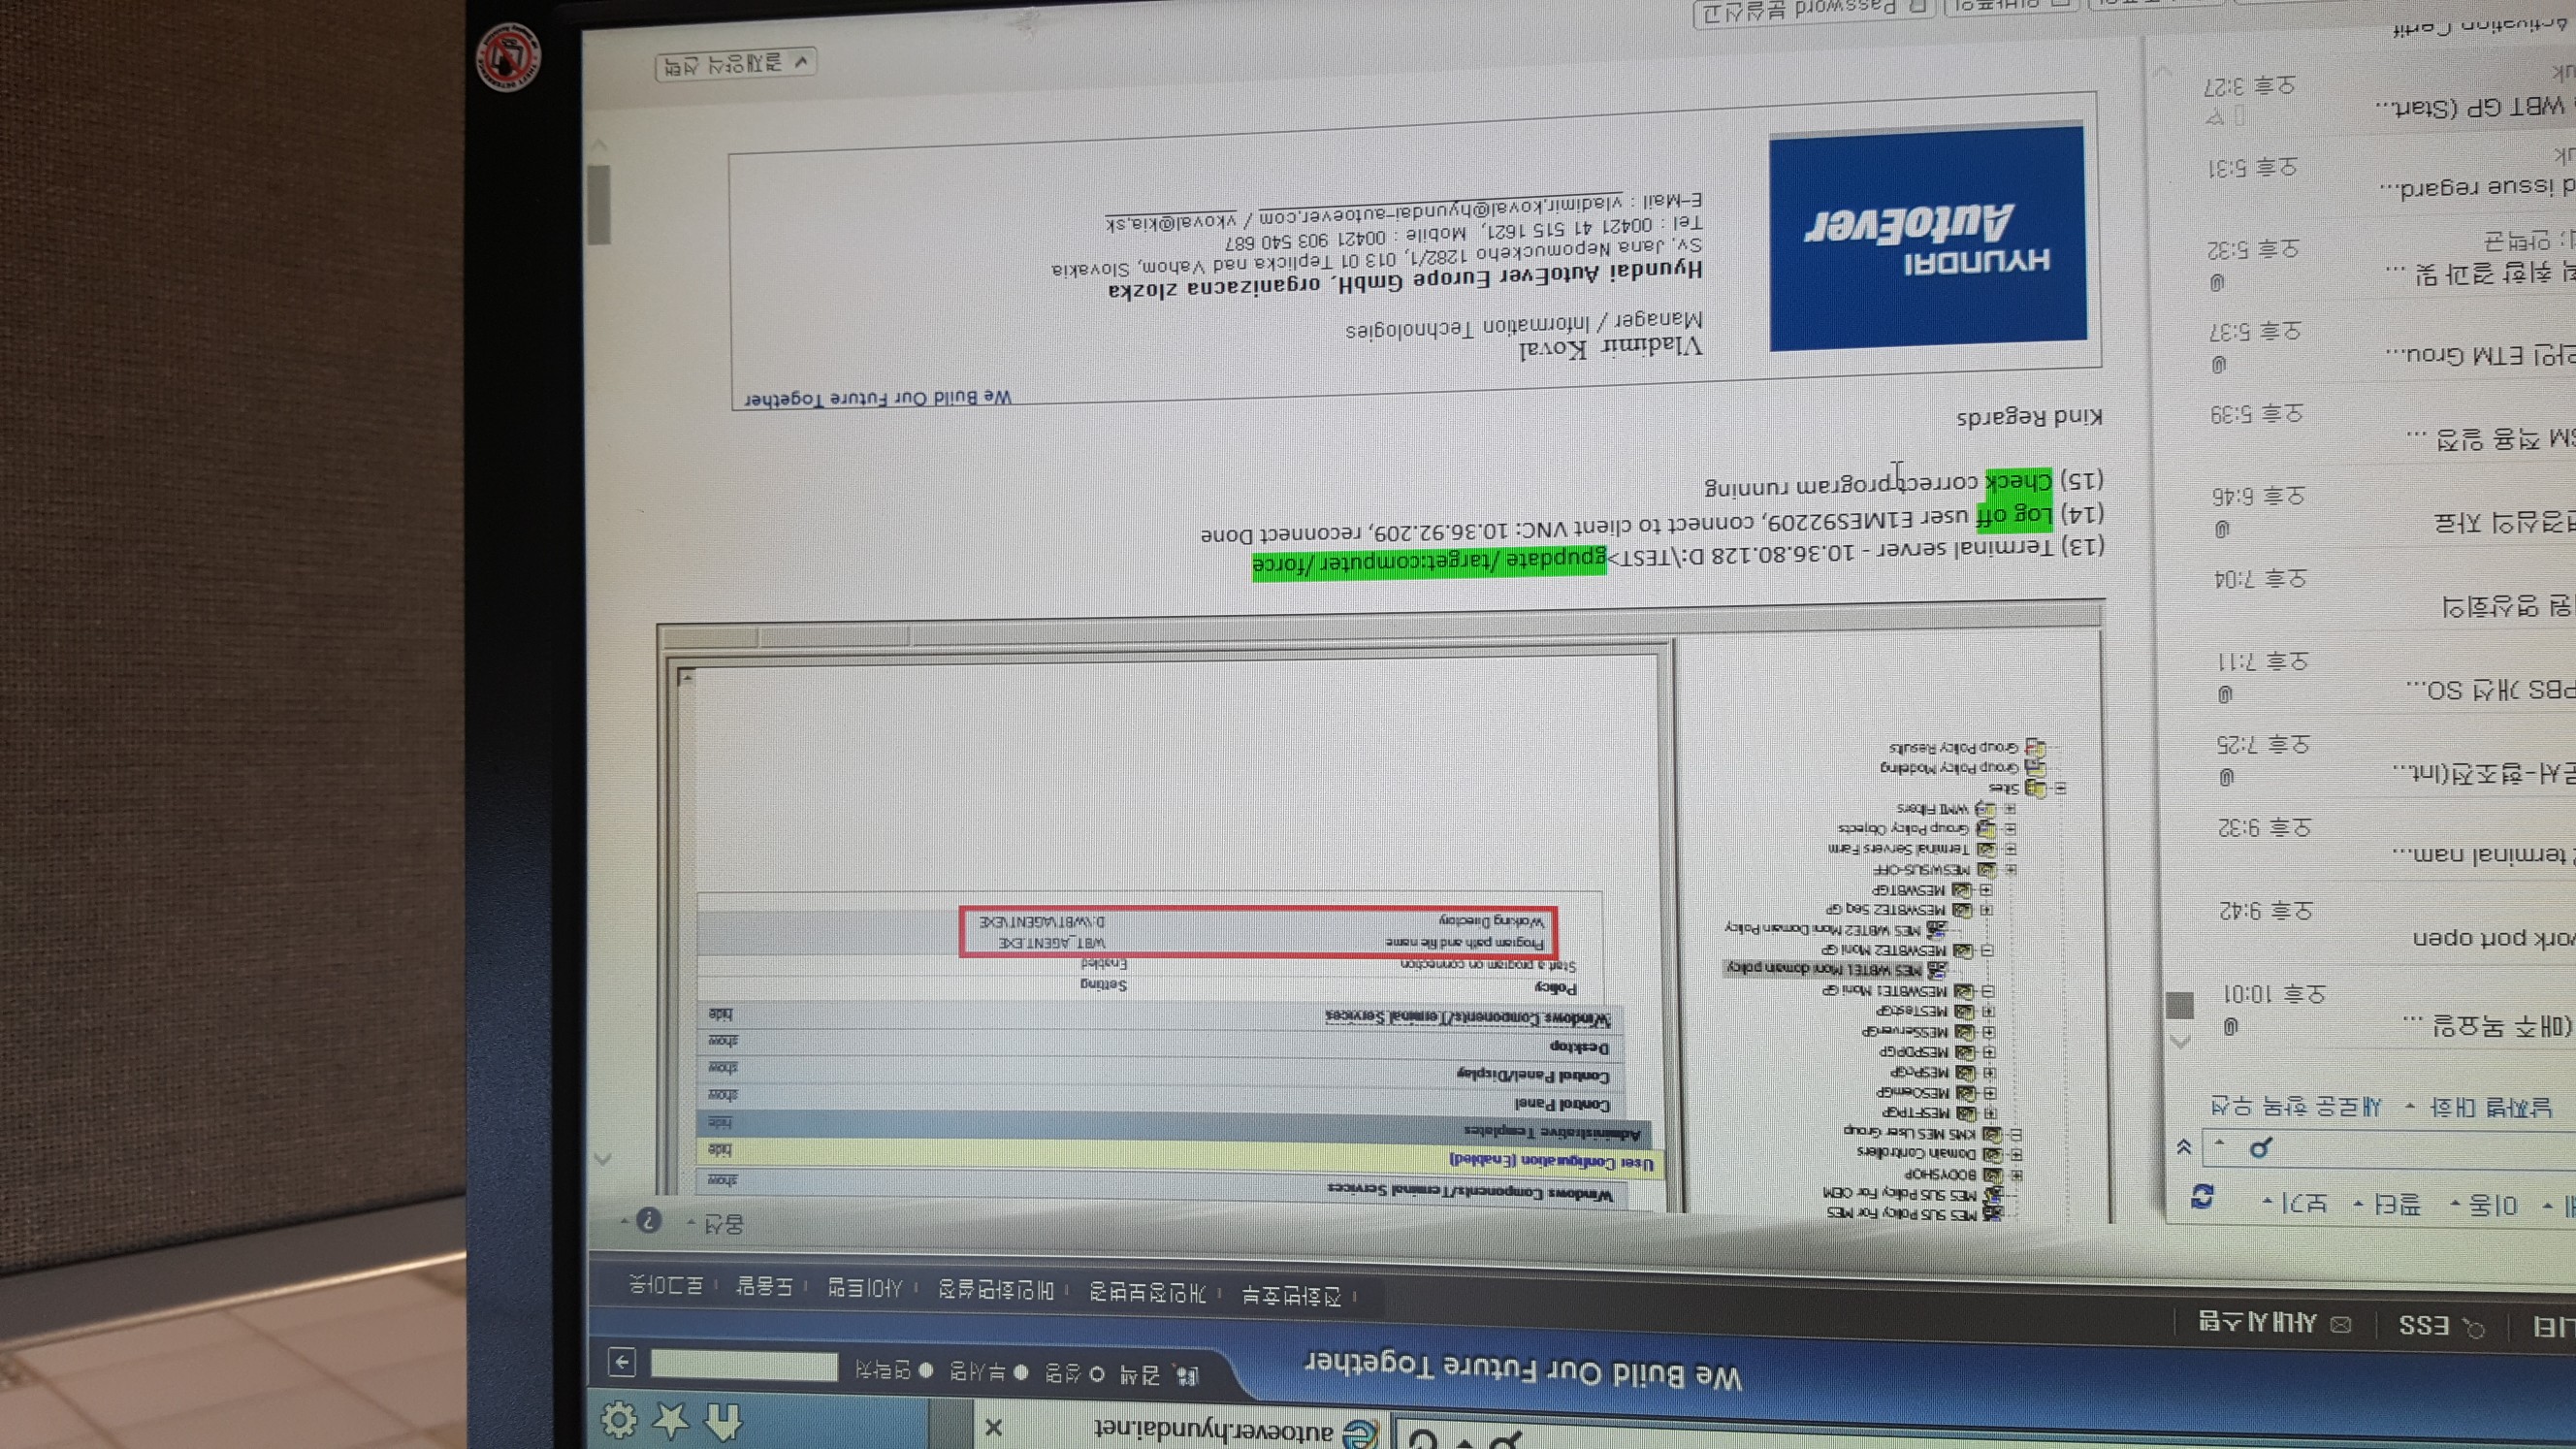 autoever.hyundai.net
We Build Our Future Together
검색 성명 부서명 연락처
니티 ESS 사내시스템
전화번호부 개인정보변경 메인화면설정 사이트맵 도움말 로그아웃
옵션
이동 필터 보기
날짜별 대화 새로운 항목 우선
(매주 목요일 ...
오후 10:01
work port open
오후 9:42
terminal nam...
오후 9:32
문서-협조전(Int...
오후 7:25
PBS 개선 SO...
오후 7:11
원 영상회의
오후 7:04
변경심의 자료
오후 6:46
SM 적용 일정 ...
오후 5:39
라인 ETM Grou...
오후 5:37
취합 결과 및 ...
안택균 오후 5:32
d issue regard...
uk 오후 5:31
WBT GP (Start...
uk 오후 3:27
Activation Certif
MES SUS Policy For MES
MES SUS Policy For OEM
BODYSHOP
Domain Controllers
KMS MES User Group
MESFTPGP
MESOemGP
MESPcGP
MESPDPGP
MESServerGP
MESTestGP
MESWBTE1 Moni GP
MES WBTE1 Moni domain policy
MESWBTE2 Moni GP
MES WBTE2 Moni Domain Policy
MESWBTE2 Seq GP
MESWBTGP
MESWSUS-OFF
Terminal Servers Farm
Group Policy Objects
WMI Filters
Sites
Group Policy Modeling
Group Policy Results
Windows Components/Terminal Services show
User Configuration (Enabled) hide
Administrative Templates hide
Control Panel show
Control Panel/Display show
Desktop show
Windows Components/Terminal Services hide
Policy Setting
Start a program on connection Enabled
Program path and file name WBT_AGENT.EXE
Working Directory D:\WBT\AGENT\EXE
(13) Terminal server - 10.36.80.128 D:\TEST>gpupdate /target:computer /force
(14) Log off user E1MES92209, connect to client VNC: 10.36.92.209, reconnect Done
(15) Check correct program running
Kind Regards
We Build Our Future Together
HYUNDAI
AutoEver
Vladimir Koval
Manager / Information Technologies
Hyundai AutoEver Europe GmbH, organizacna zlozka
Sv. Jana Nepomuckeho 1282/1, 013 01 Teplicka nad Vahom, Slovakia
Tel : 00421 41 515 1621, Mobile : 00421 903 540 687
E-Mail : vladimir.koval@hyundai-autoever.com / vkoval@kia.sk
결재양식 선택
Password 분실신고